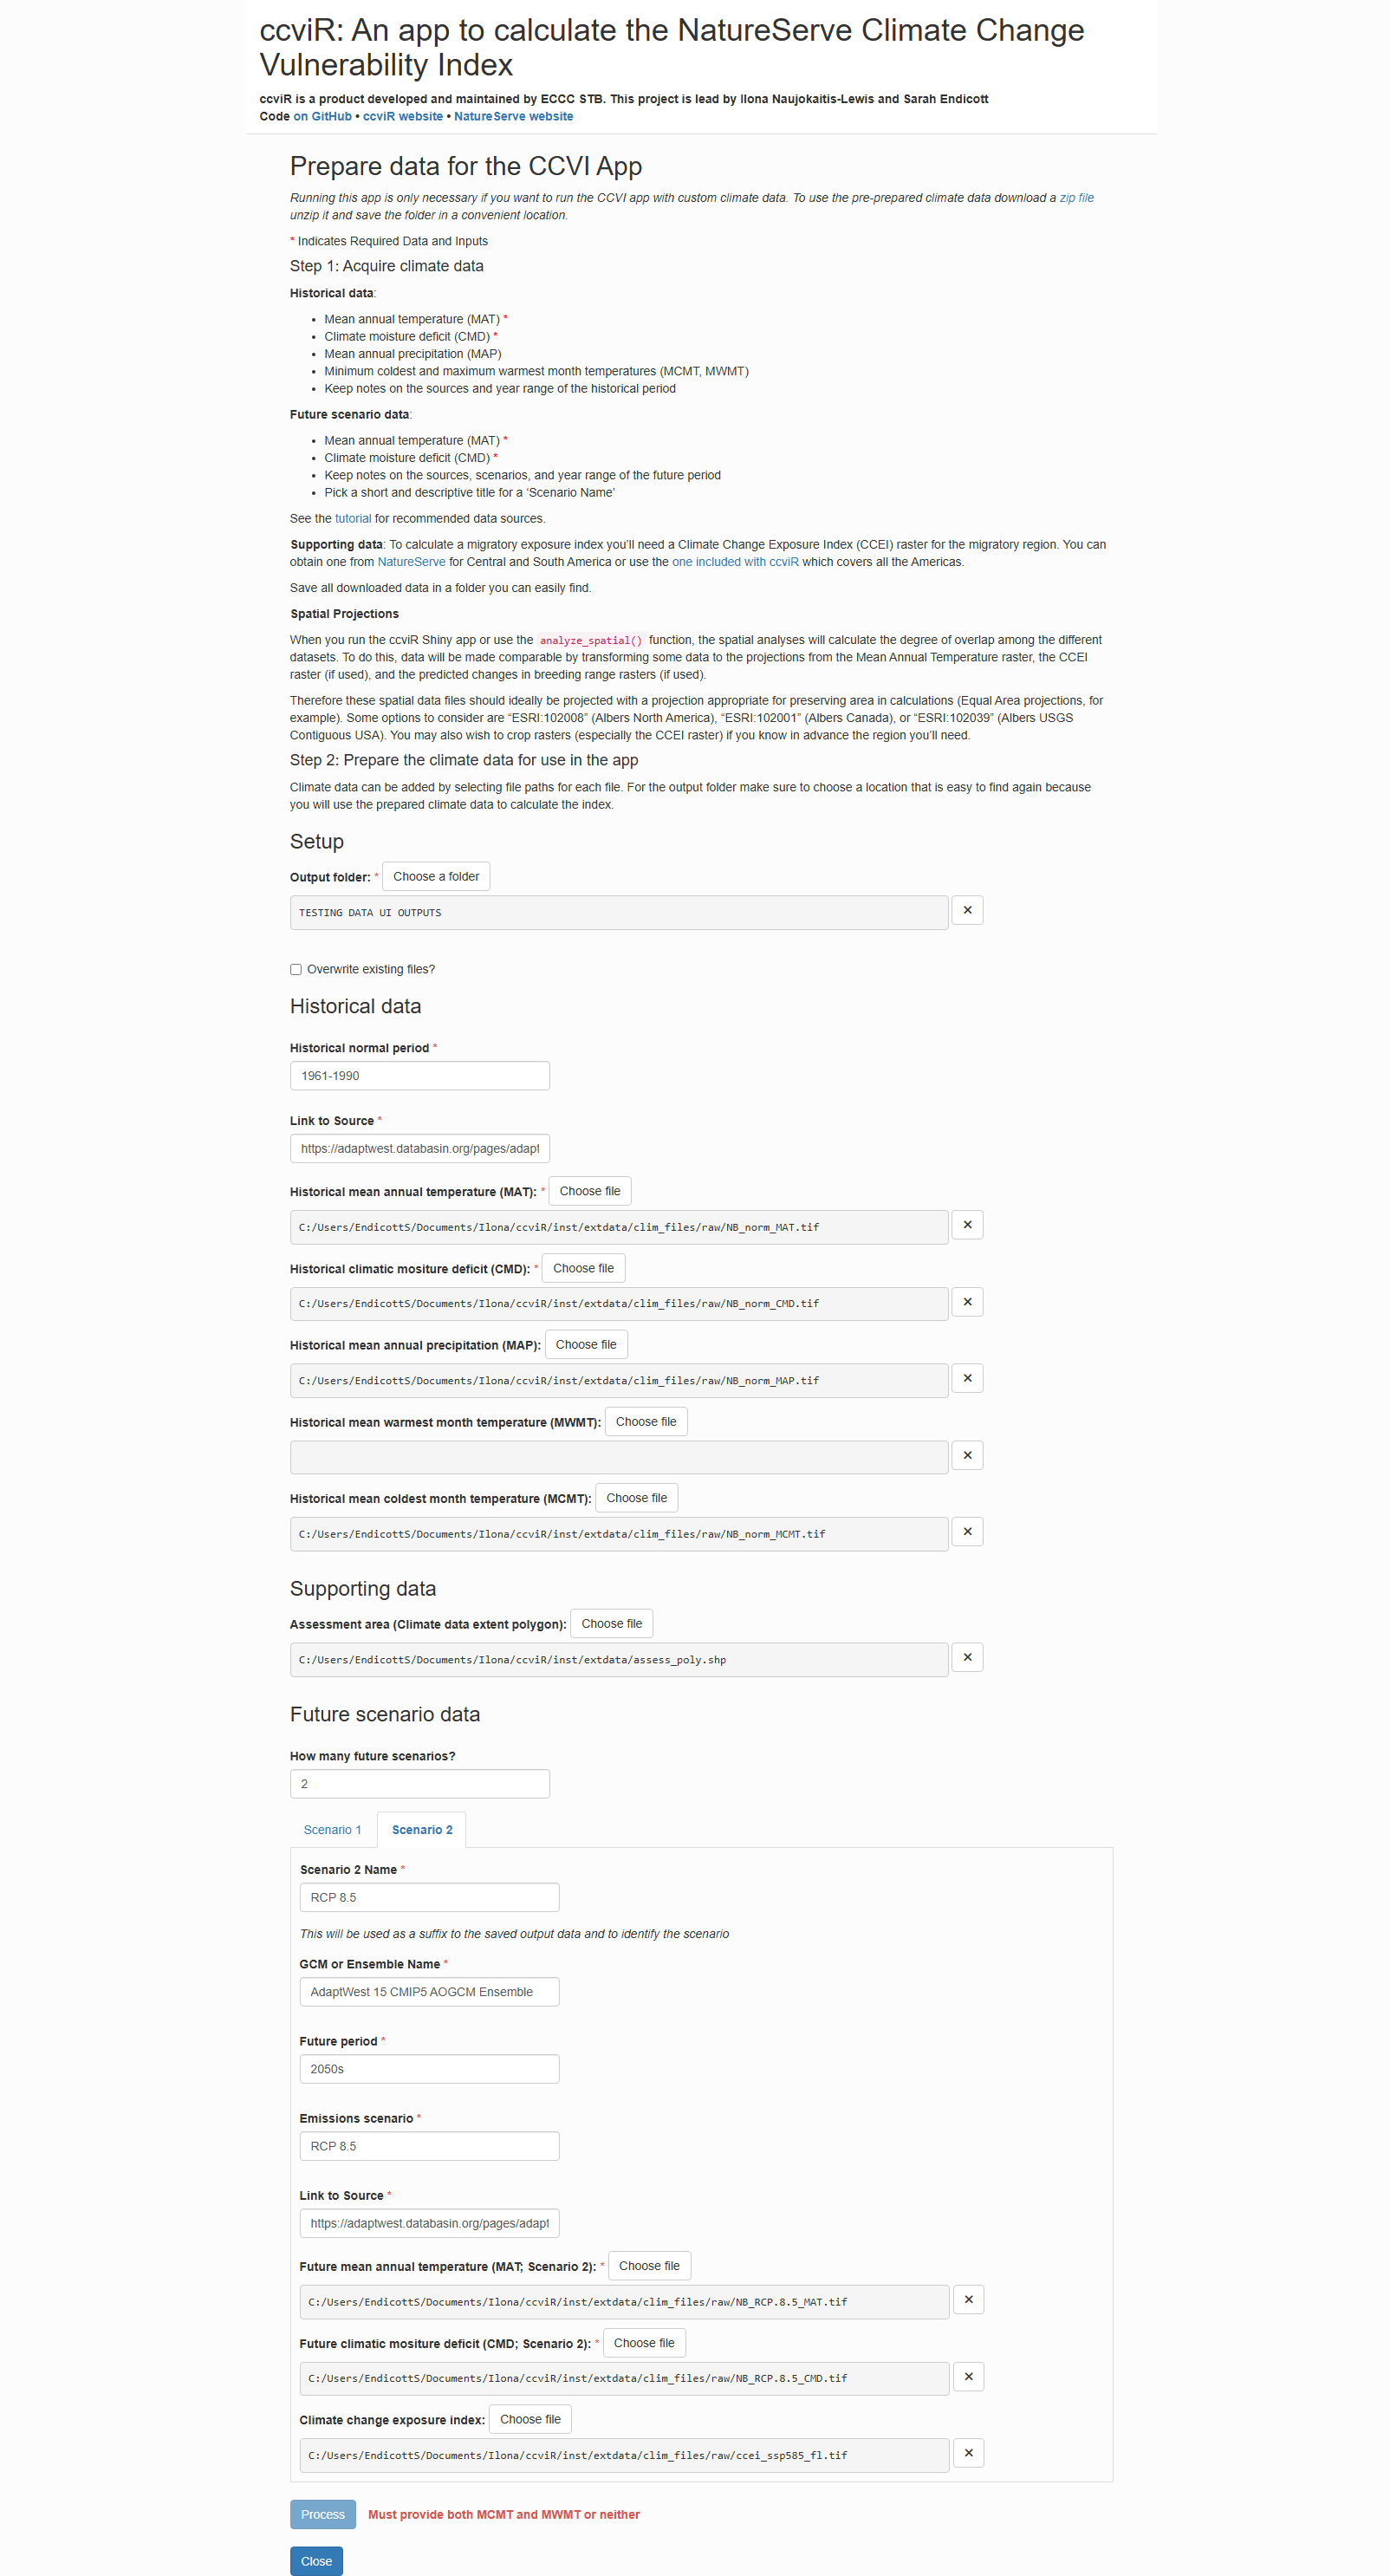 ccviR: An app to calculate the NatureServe Climate Change
Vulnerability Index
ccviR is a product developed and maintained by ECCC STB. This project is lead by Ilona Naujokaitis-Lewis and Sarah Endicott
Code on GitHub • ccviR website • NatureServe website
Prepare data for the CCVI App
Running this app is only necessary if you want to run the CCVI app with custom climate data. To use the pre-prepared climate data download a zip file
unzip it and save the folder in a convenient location.
* Indicates Required Data and Inputs
Step 1: Acquire climate data
Historical data:
• Mean annual temperature (MAT) *
• Climate moisture deficit (CMD) *
• Mean annual precipitation (MAP)
• Minimum coldest and maximum warmest month temperatures (MCMT, MWMT)
• Keep notes on the sources and year range of the historical period
Future scenario data:
• Mean annual temperature (MAT) *
• Climate moisture deficit (CMD) *
• Keep notes on the sources, scenarios, and year range of the future period
• Pick a short and descriptive title for a ‘Scenario Name’
See the tutorial for recommended data sources.
Supporting data: To calculate a migratory exposure index you’ll need a Climate Change Exposure Index (CCEI) raster for the migratory region. You can
obtain one from NatureServe for Central and South America or use the one included with ccviR which covers all the Americas.
Save all downloaded data in a folder you can easily find.
Spatial Projections
When you run the ccviR Shiny app or use the analyze_spatial() function, the spatial analyses will calculate the degree of overlap among the different
datasets. To do this, data will be made comparable by transforming some data to the projections from the Mean Annual Temperature raster, the CCEI
raster (if used), and the predicted changes in breeding range rasters (if used).
Therefore these spatial data files should ideally be projected with a projection appropriate for preserving area in calculations (Equal Area projections, for
example). Some options to consider are “ESRI:102008” (Albers North America), “ESRI:102001” (Albers Canada), or “ESRI:102039” (Albers USGS
Contiguous USA). You may also wish to crop rasters (especially the CCEI raster) if you know in advance the region you’ll need.
Step 2: Prepare the climate data for use in the app
Climate data can be added by selecting file paths for each file. For the output folder make sure to choose a location that is easy to find again because
you will use the prepared climate data to calculate the index.
Setup
Output folder: * Choose a folder
TESTING DATA UI OUTPUTS ✕
Overwrite existing files?
Historical data
Historical normal period *
1961-1990
Link to Source *
https://adaptwest.databasin.org/pages/adapt
Historical mean annual temperature (MAT): * Choose file
C:/Users/EndicottS/Documents/Ilona/ccviR/inst/extdata/clim_files/raw/NB_norm_MAT.tif ✕
Historical climatic mositure deficit (CMD): * Choose file
C:/Users/EndicottS/Documents/Ilona/ccviR/inst/extdata/clim_files/raw/NB_norm_CMD.tif ✕
Historical mean annual precipitation (MAP): Choose file
C:/Users/EndicottS/Documents/Ilona/ccviR/inst/extdata/clim_files/raw/NB_norm_MAP.tif ✕
Historical mean warmest month temperature (MWMT): Choose file
✕
Historical mean coldest month temperature (MCMT): Choose file
C:/Users/EndicottS/Documents/Ilona/ccviR/inst/extdata/clim_files/raw/NB_norm_MCMT.tif ✕
Supporting data
Assessment area (Climate data extent polygon): Choose file
C:/Users/EndicottS/Documents/Ilona/ccviR/inst/extdata/assess_poly.shp ✕
Future scenario data
How many future scenarios?
2
Scenario 1 Scenario 2
Scenario 2 Name *
RCP 8.5
This will be used as a suffix to the saved output data and to identify the scenario
GCM or Ensemble Name *
AdaptWest 15 CMIP5 AOGCM Ensemble
Future period *
2050s
Emissions scenario *
RCP 8.5
Link to Source *
https://adaptwest.databasin.org/pages/adapt
Future mean annual temperature (MAT; Scenario 2): * Choose file
C:/Users/EndicottS/Documents/Ilona/ccviR/inst/extdata/clim_files/raw/NB_RCP.8.5_MAT.tif ✕
Future climatic mositure deficit (CMD; Scenario 2): * Choose file
C:/Users/EndicottS/Documents/Ilona/ccviR/inst/extdata/clim_files/raw/NB_RCP.8.5_CMD.tif ✕
Climate change exposure index: Choose file
C:/Users/EndicottS/Documents/Ilona/ccviR/inst/extdata/clim_files/raw/ccei_ssp585_fl.tif ✕
Process Must provide both MCMT and MWMT or neither
Close